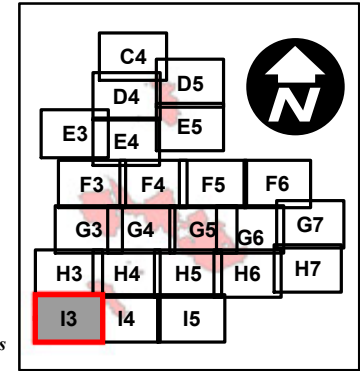 C4
D4 D5
E3 E4 E5
F3 F4 F5 F6
G3 G4 G5 G6 G7
H3 H4 H5 H6 H7
I3 I4 I5
N
s